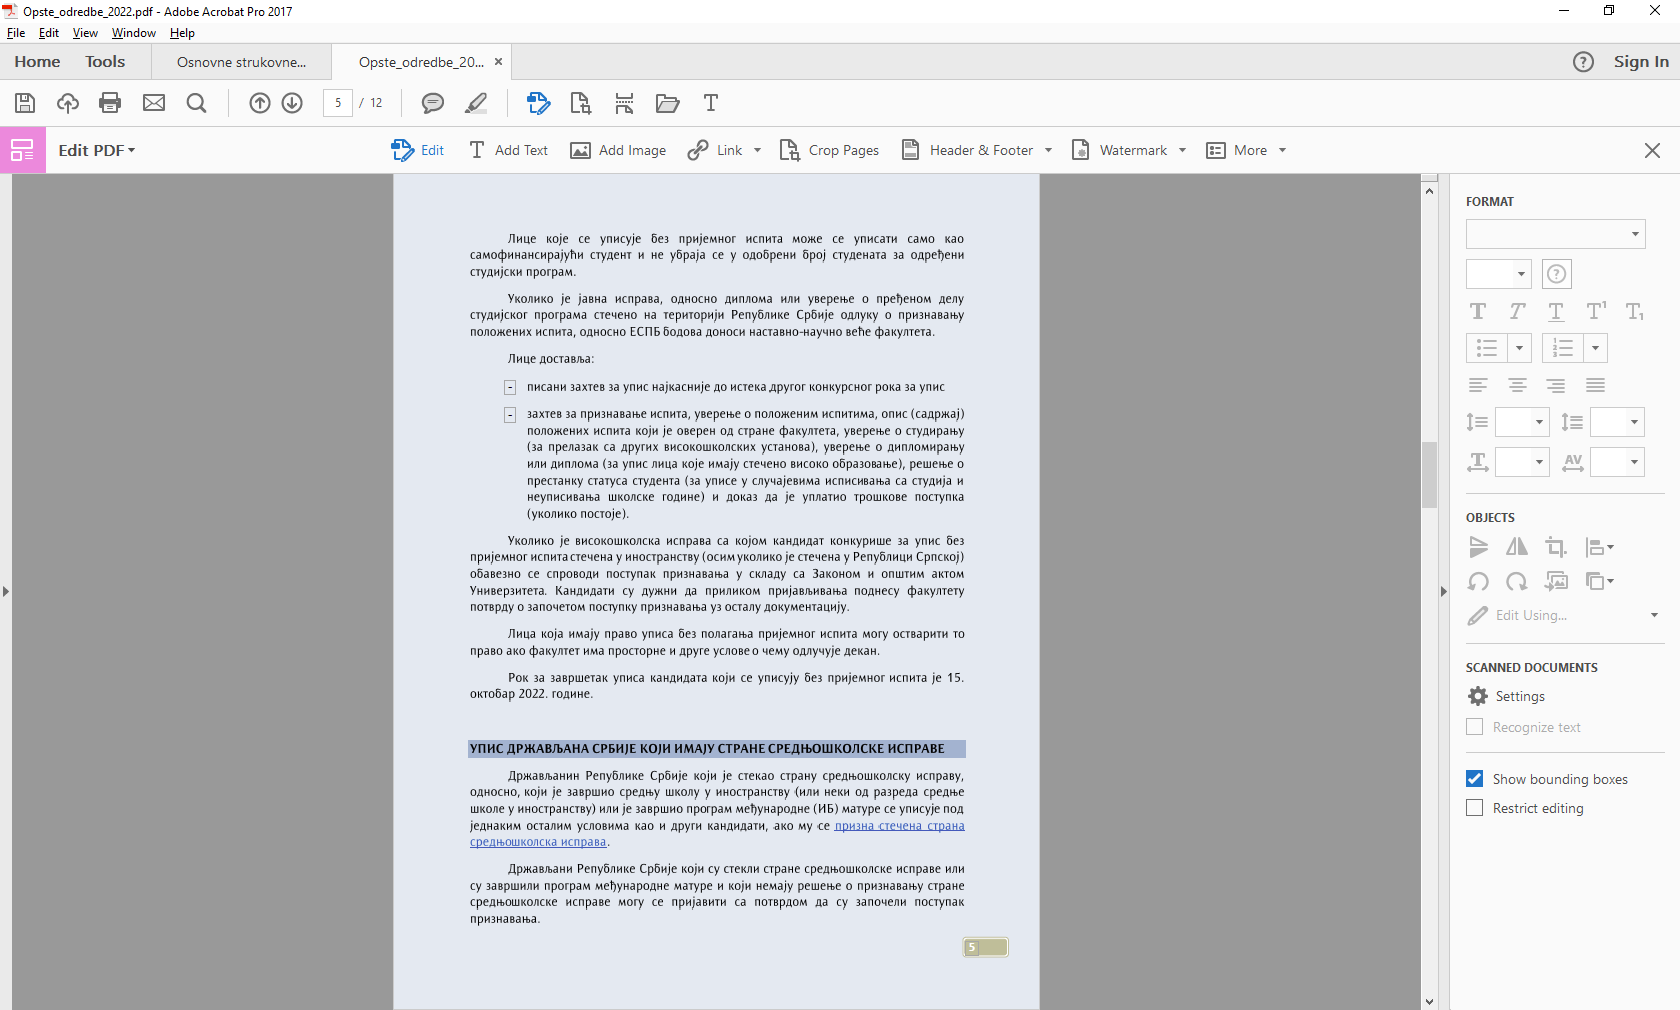 Opste_odredbe_2022.pdf - Adobe Acrobat Pro 2017
File Edit View Window Help
Home Tools Osnovne strukovne... Opste_odredbe_20... × ? Sign In
5 / 12
Edit PDF Edit Add Text Add Image Link Crop Pages Header & Footer Watermark More
Лице које се уписује без пријемног испита може се уписати само као
самофинансирајући студент и не убраја се у одобрени број студената за одређени
студијски програм.
Уколико је јавна исправа, односно диплома или уверење о пређеном делу
студијског програма стечено на територији Републике Србије одлуку о признавању
положених испита, односно ЕСПБ бодова доноси наставно-научно веће факултета.
Лице доставља:
- писани захтев за упис најкасније до истека другог конкурсног рока за упис
- захтев за признавање испита, уверење о положеним испитима, опис (садржај)
положених испита који је оверен од стране факултета, уверење о студирању
(за прелазак са других високошколских установа), уверење о дипломирању
или диплома (за упис лица које имају стечено високо образовање), решење о
престанку статуса студента (за уписе у случајевима исписивања са студија и
неуписивања школске године) и доказ да је уплатио трошкове поступка
(уколико постоје).
Уколико је високошколска исправа са којом кандидат конкурише за упис без
пријемног испита стечена у иностранству (осим уколико је стечена у Републици Српској)
обавезно се спроводи поступак признавања у складу са Законом и општим актом
Универзитета. Кандидати су дужни да приликом пријављивања поднесу факултету
потврду о започетом поступку признавања уз осталу документацију.
Лица која имају право уписа без полагања пријемног испита могу остварити то
право ако факултет има просторне и друге услове о чему одлучује декан.
Рок за завршетак уписа кандидата који се уписују без пријемног испита је 15.
октобар 2022. године.
УПИС ДРЖАВЉАНА СРБИЈЕ КОЈИ ИМАЈУ СТРАНЕ СРЕДЊОШКОЛСКЕ ИСПРАВЕ
Држављанин Републике Србије који је стекао страну средњошколску исправу,
односно, који је завршио средњу школу у иностранству (или неки од разреда средње
школе у иностранству) или је завршио програм међународне (ИБ) матуре се уписује под
једнаким осталим условима као и други кандидати, ако му се призна стечена страна
средњошколска исправа.
Држављани Републике Србије који су стекли стране средњошколске исправе или
су завршили програм међународне матуре и који немају решење о признавању стране
средњошколске исправе могу се пријавити са потврдом да су започели поступак
признавања.
5
FORMAT
?
T T T T1 T1
AV
OBJECTS
Edit Using...
SCANNED DOCUMENTS
Settings
Recognize text
Show bounding boxes
Restrict editing